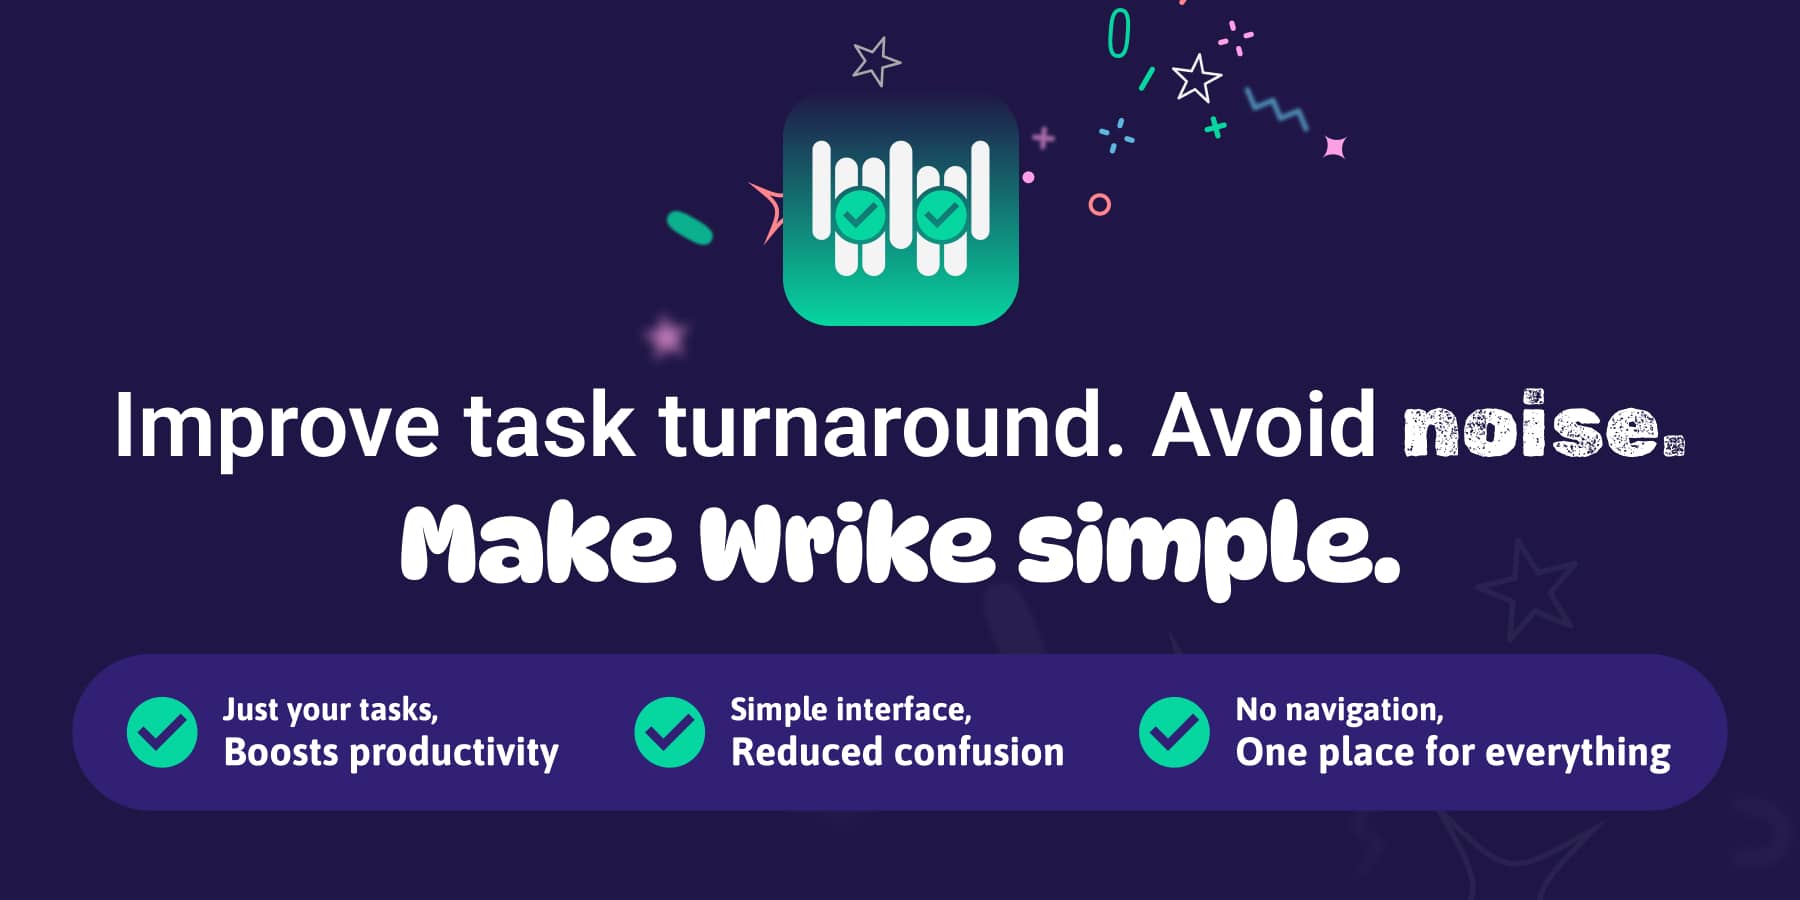 Improve task turnaround. Avoid noise.
Make Wrike simple.
Just your tasks,
Boosts productivity
Simple interface,
Reduced confusion
No navigation,
One place for everything